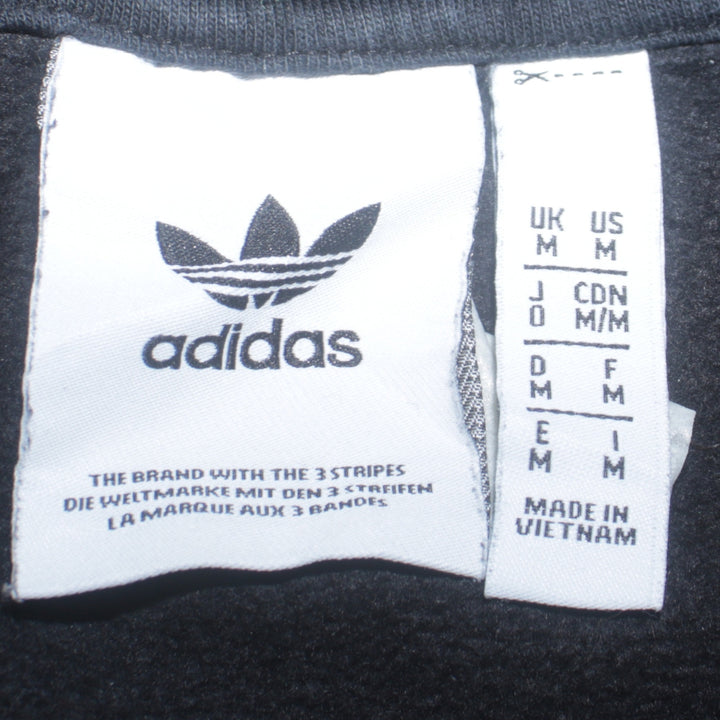 adidas
THE BRAND WITH THE 3 STRIPES
DIE WELTMARKE MIT DEN 3 STREIFEN
LA MARQUE AUX 3 BANDES
UK US
M M
J CDN
O M/M
D F
M M
E I
M M
MADE IN
VIETNAM